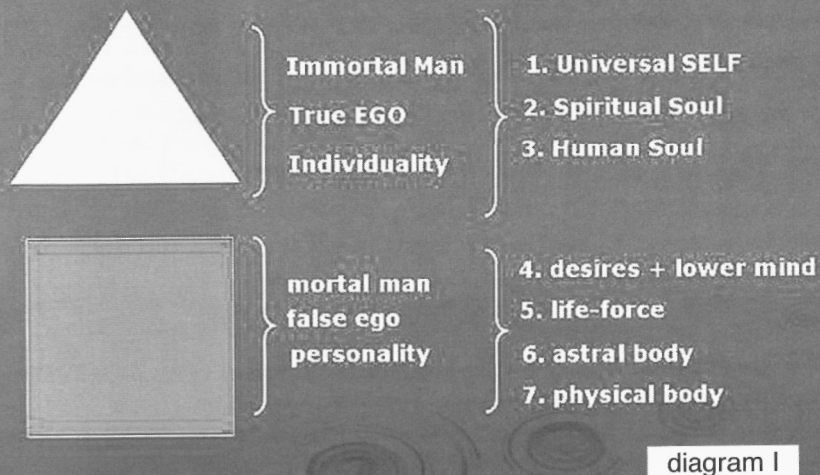 Immortal Man
True EGO
Individuality
1. Universal SELF
2. Spiritual Soul
3. Human Soul
mortal man
false ego
personality
4. desires + lower mind
5. life-force
6. astral body
7. physical body
diagram I